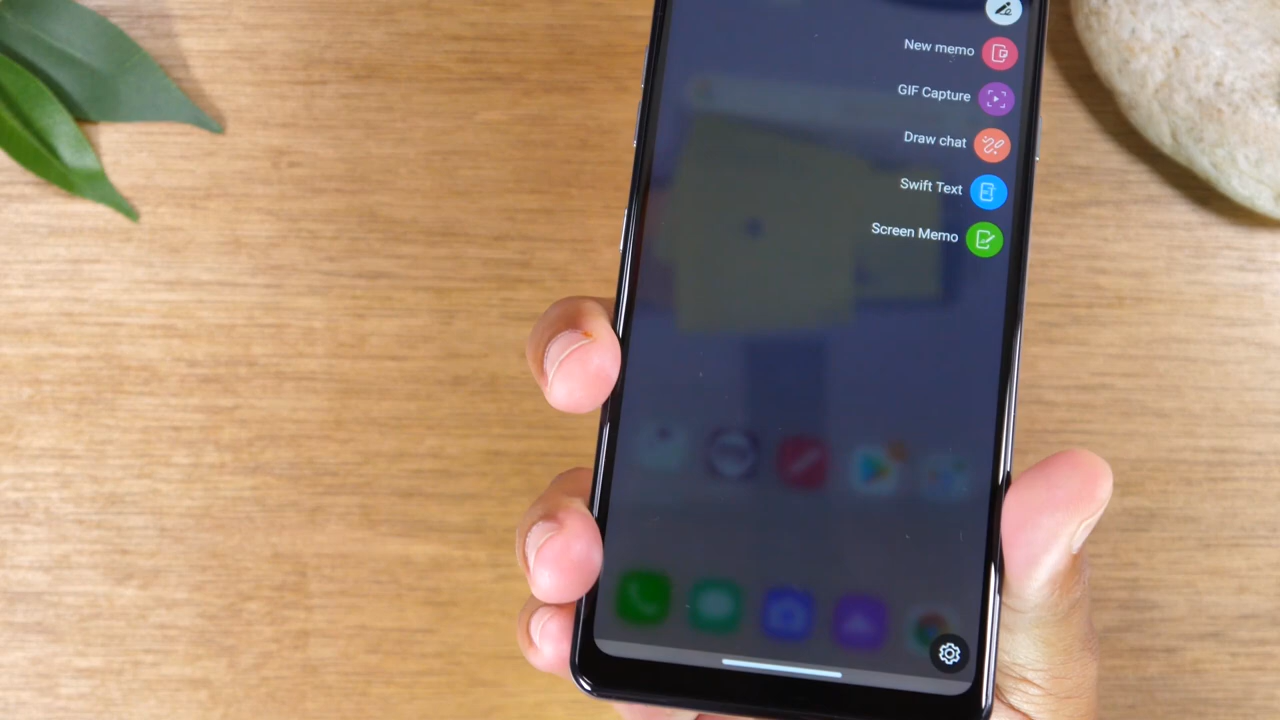 New memo
GIF Capture
Draw chat
Swift Text
Screen Memo